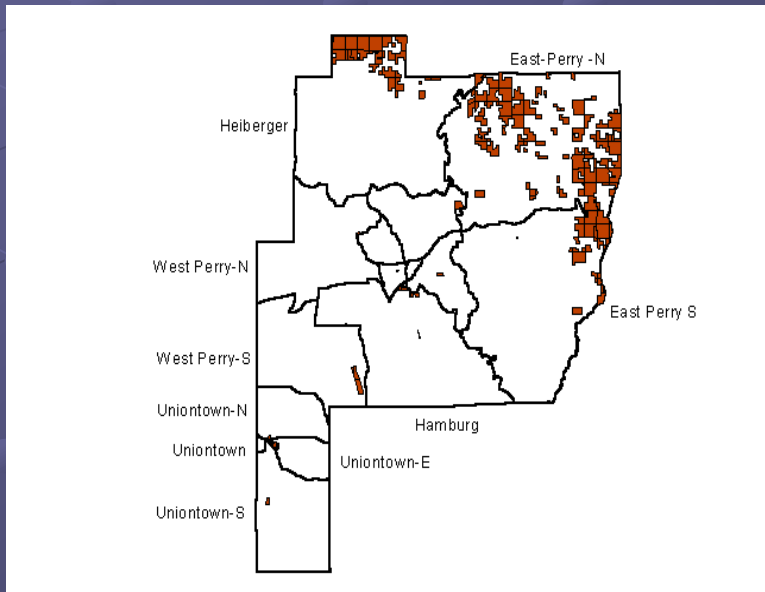 East-Perry -N
Heiberger
West Perry-N
East Perry S
West Perry-S
Uniontown-N
Hamburg
Uniontown
Uniontown-E
Uniontown-S